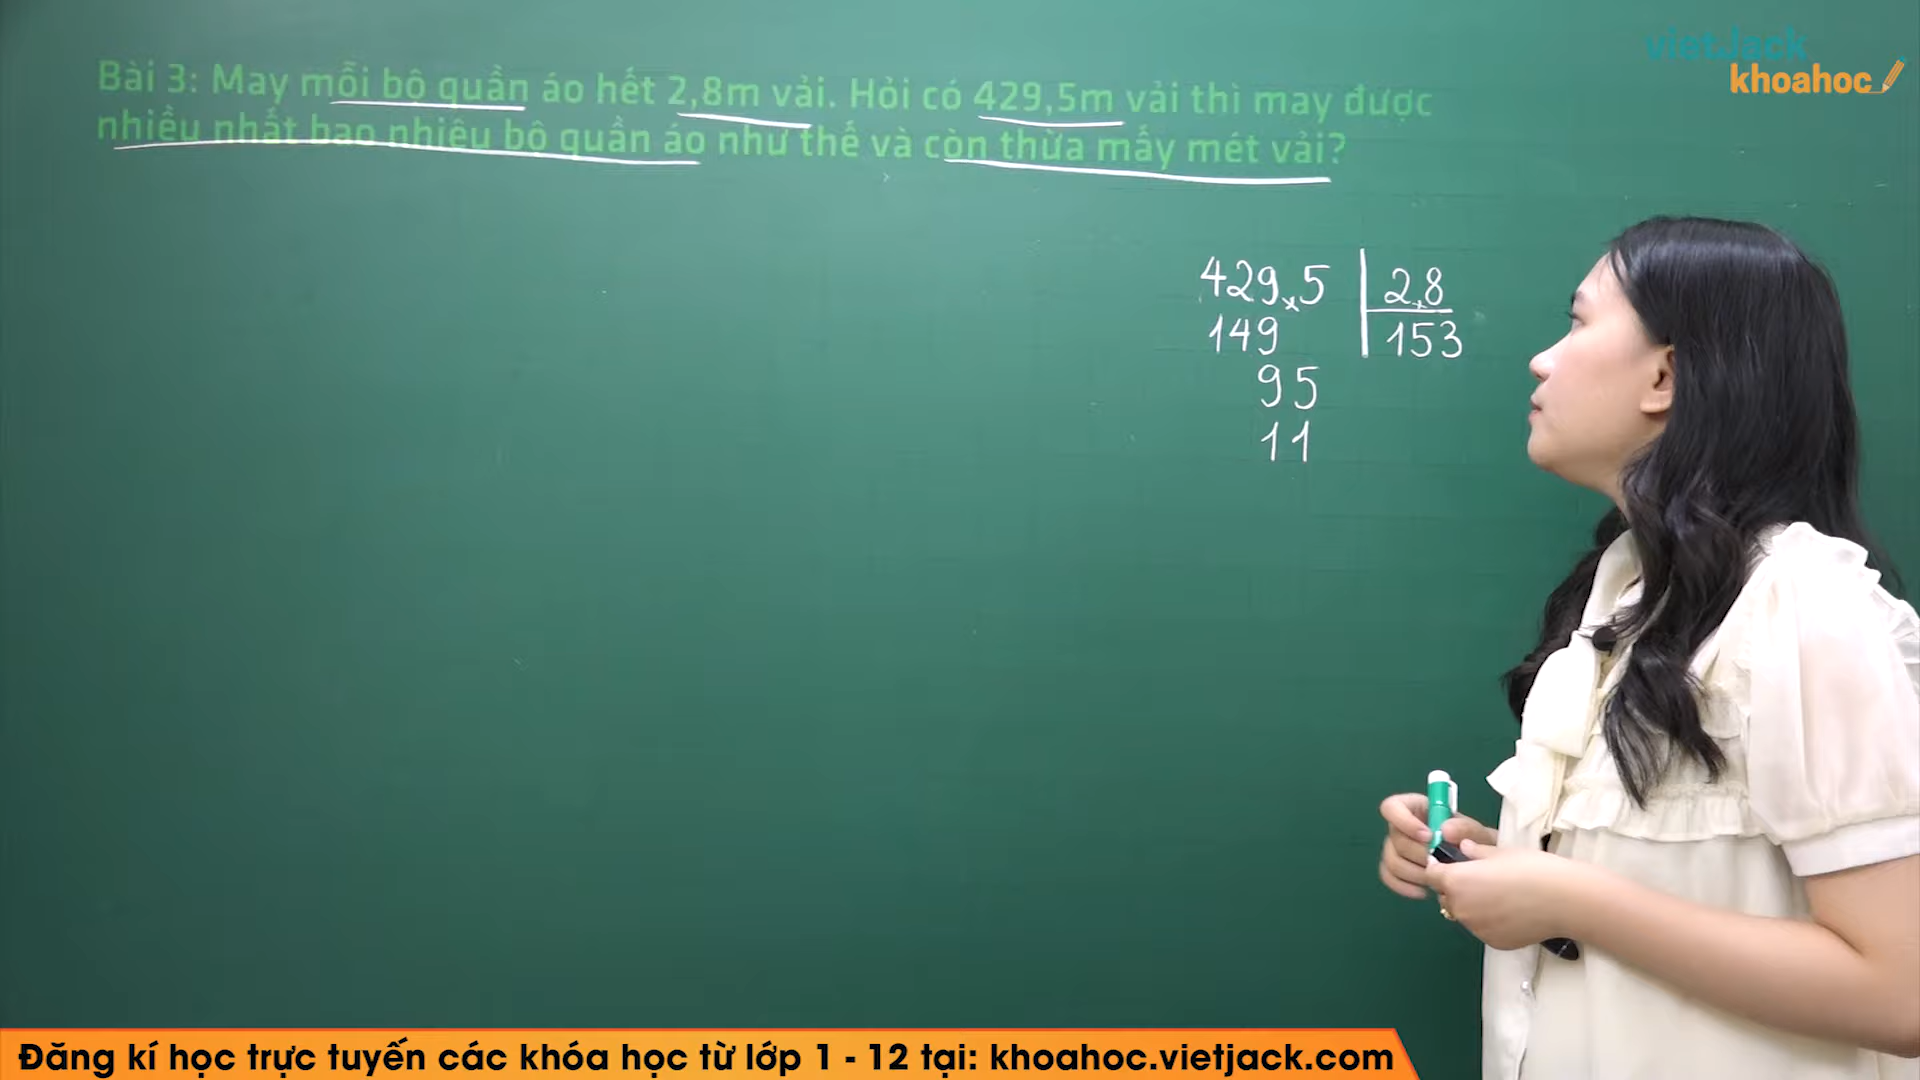 vietJack
khoahoc
Bài 3: May mỗi bộ quần áo hết 2,8m vải. Hỏi có 429,5m vải thì may được
nhiều nhất bao nhiêu bộ quần áo như thế và còn thừa mấy mét vải?
429,5 2,8
149 153
95
11
Đăng kí học trực tuyến các khóa học từ lớp 1 - 12 tại: khoahoc.vietjack.com